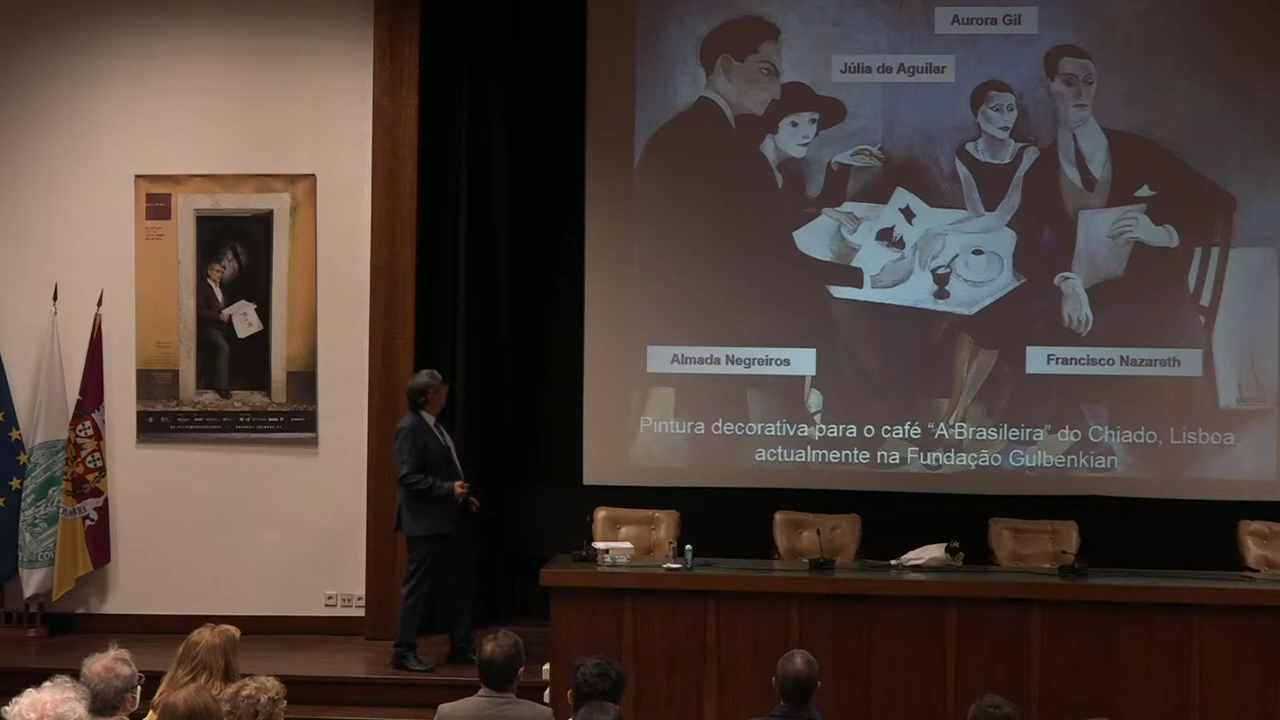 Aurora Gil
Júlia de Aguilar
Almada Negreiros
Francisco Nazareth
Pintura decorativa para o café “A Brasileira” do Chiado, Lisboa,
actualmente na Fundação Gulbenkian